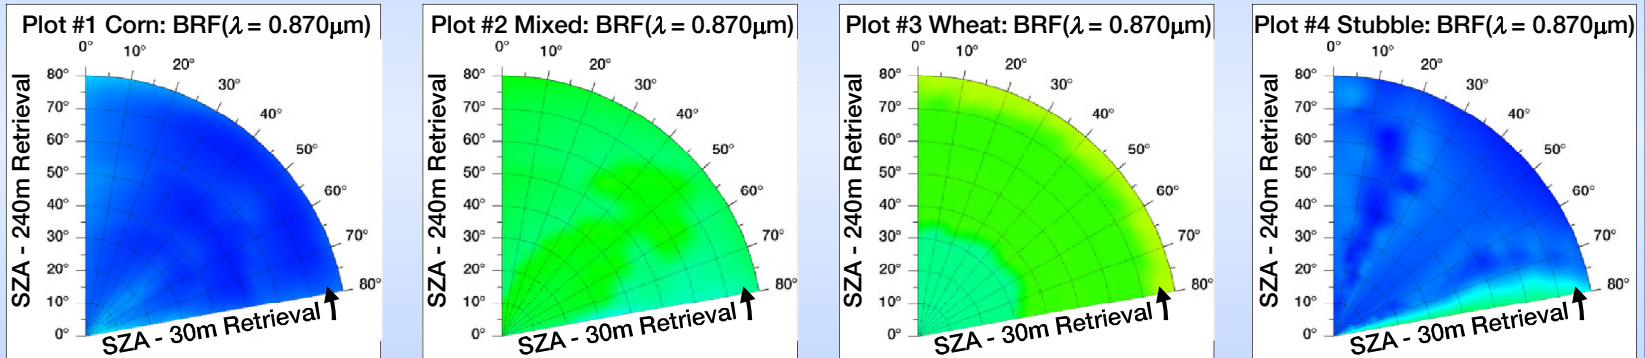 Plot #1 Corn: BRF(λ = 0.870μm)
0° 10° 20° 30° 40° 50° 60° 70° 80°
80°
70°
60°
50°
40°
30°
20°
10°
0°
SZA - 240m Retrieval
SZA - 30m Retrieval
Plot #2 Mixed: BRF(λ = 0.870μm)
0° 10° 20° 30° 40° 50° 60° 70° 80°
80°
70°
60°
50°
40°
30°
20°
10°
0°
SZA - 240m Retrieval
SZA - 30m Retrieval
Plot #3 Wheat: BRF(λ = 0.870μm)
0° 10° 20° 30° 40° 50° 60° 70° 80°
80°
70°
60°
50°
40°
30°
20°
10°
0°
SZA - 240m Retrieval
SZA - 30m Retrieval
Plot #4 Stubble: BRF(λ = 0.870μm)
0° 10° 20° 30° 40° 50° 60° 70° 80°
80°
70°
60°
50°
40°
30°
20°
10°
0°
SZA - 240m Retrieval
SZA - 30m Retrieval